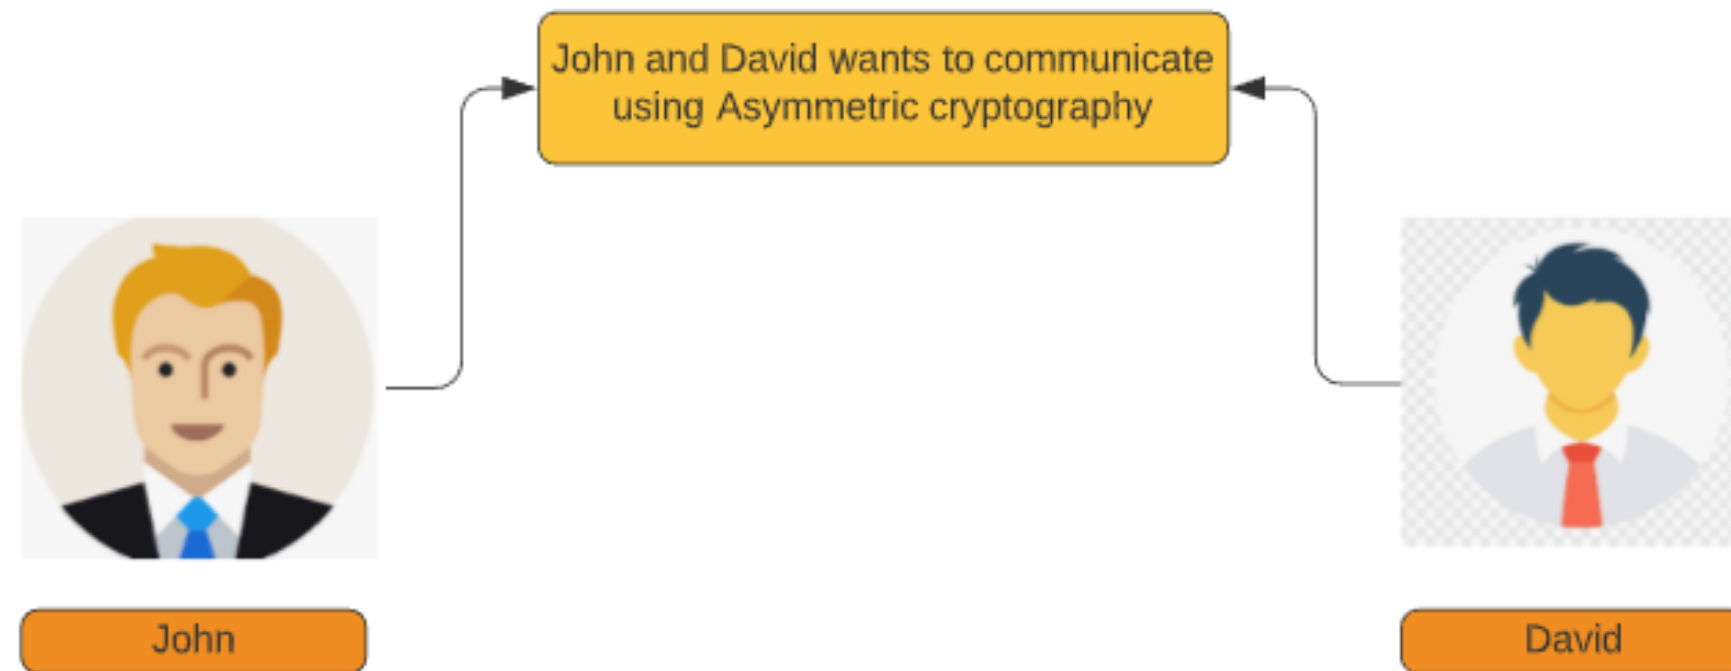 John and David wants to communicate
using Asymmetric cryptography
John
David